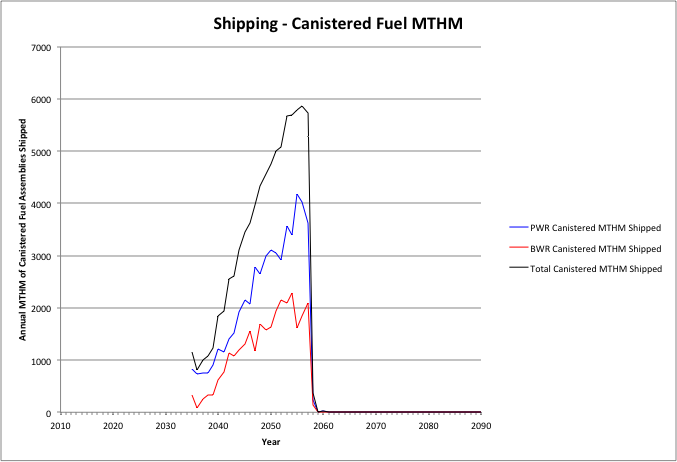 Shipping - Canistered Fuel MTHM
7000
6000
5000
4000
3000
2000
1000
0
Annual MTHM of Canistered Fuel Assemblies Shipped
2010 2020 2030 2040 2050 2060 2070 2080 2090
Year
PWR Canistered MTHM Shipped
BWR Canistered MTHM Shipped
Total Canistered MTHM Shipped